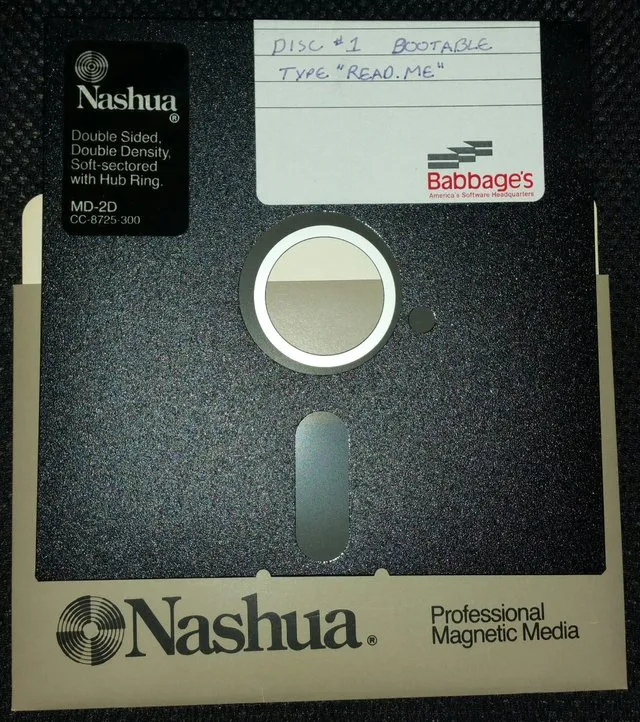 Nashua®
Double Sided,
Double Density,
Soft-sectored
with Hub Ring.
MD-2D
CC-8725-300
DISC #1 BOOTABLE
TYPE "READ.ME"
Babbage's
America's Software Headquarters
Nashua®
Professional
Magnetic Media